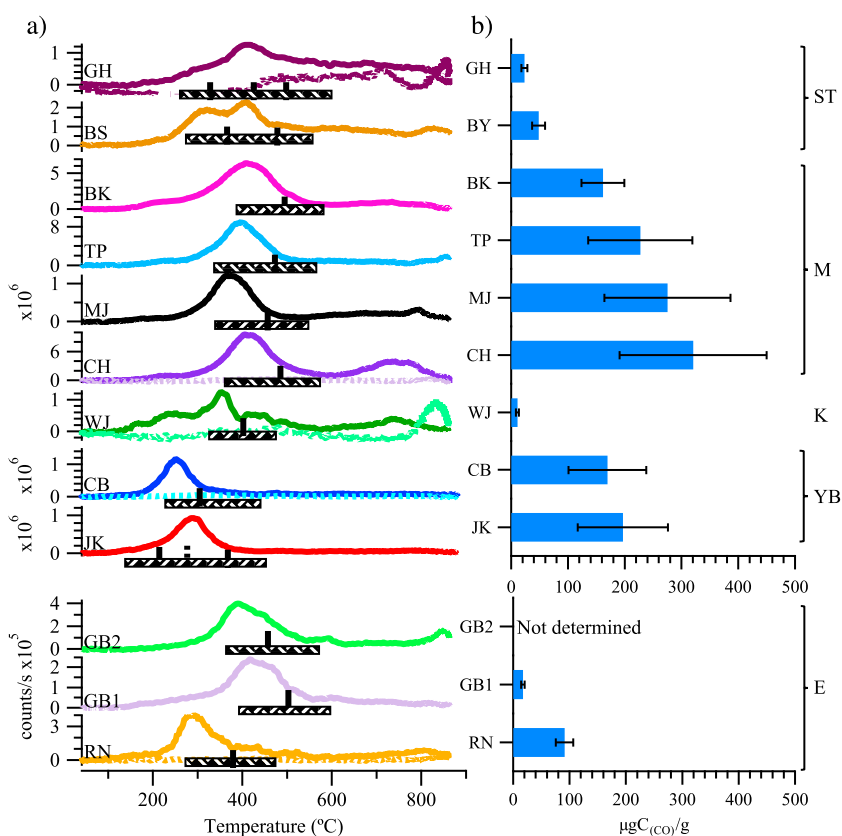 a)
b)
1
0
GH
2
1
0
BS
5
0
BK
8
0
TP
x10⁶
1
0
MJ
6
0
CH
1
0
WJ
x10⁶
1
0
CB
x10⁶
1
0
JK
4
2
0
GB2
counts/s x10⁵
2
1
0
GB1
3
0
RN
200
400
600
800
Temperature (ºC)
GH
BY
ST
BK
TP
MJ
CH
M
WJ
K
CB
JK
YB
0
100
200
300
400
500
GB2
Not determined
GB1
RN
E
0
100
200
300
400
500
µgC(CO)/g